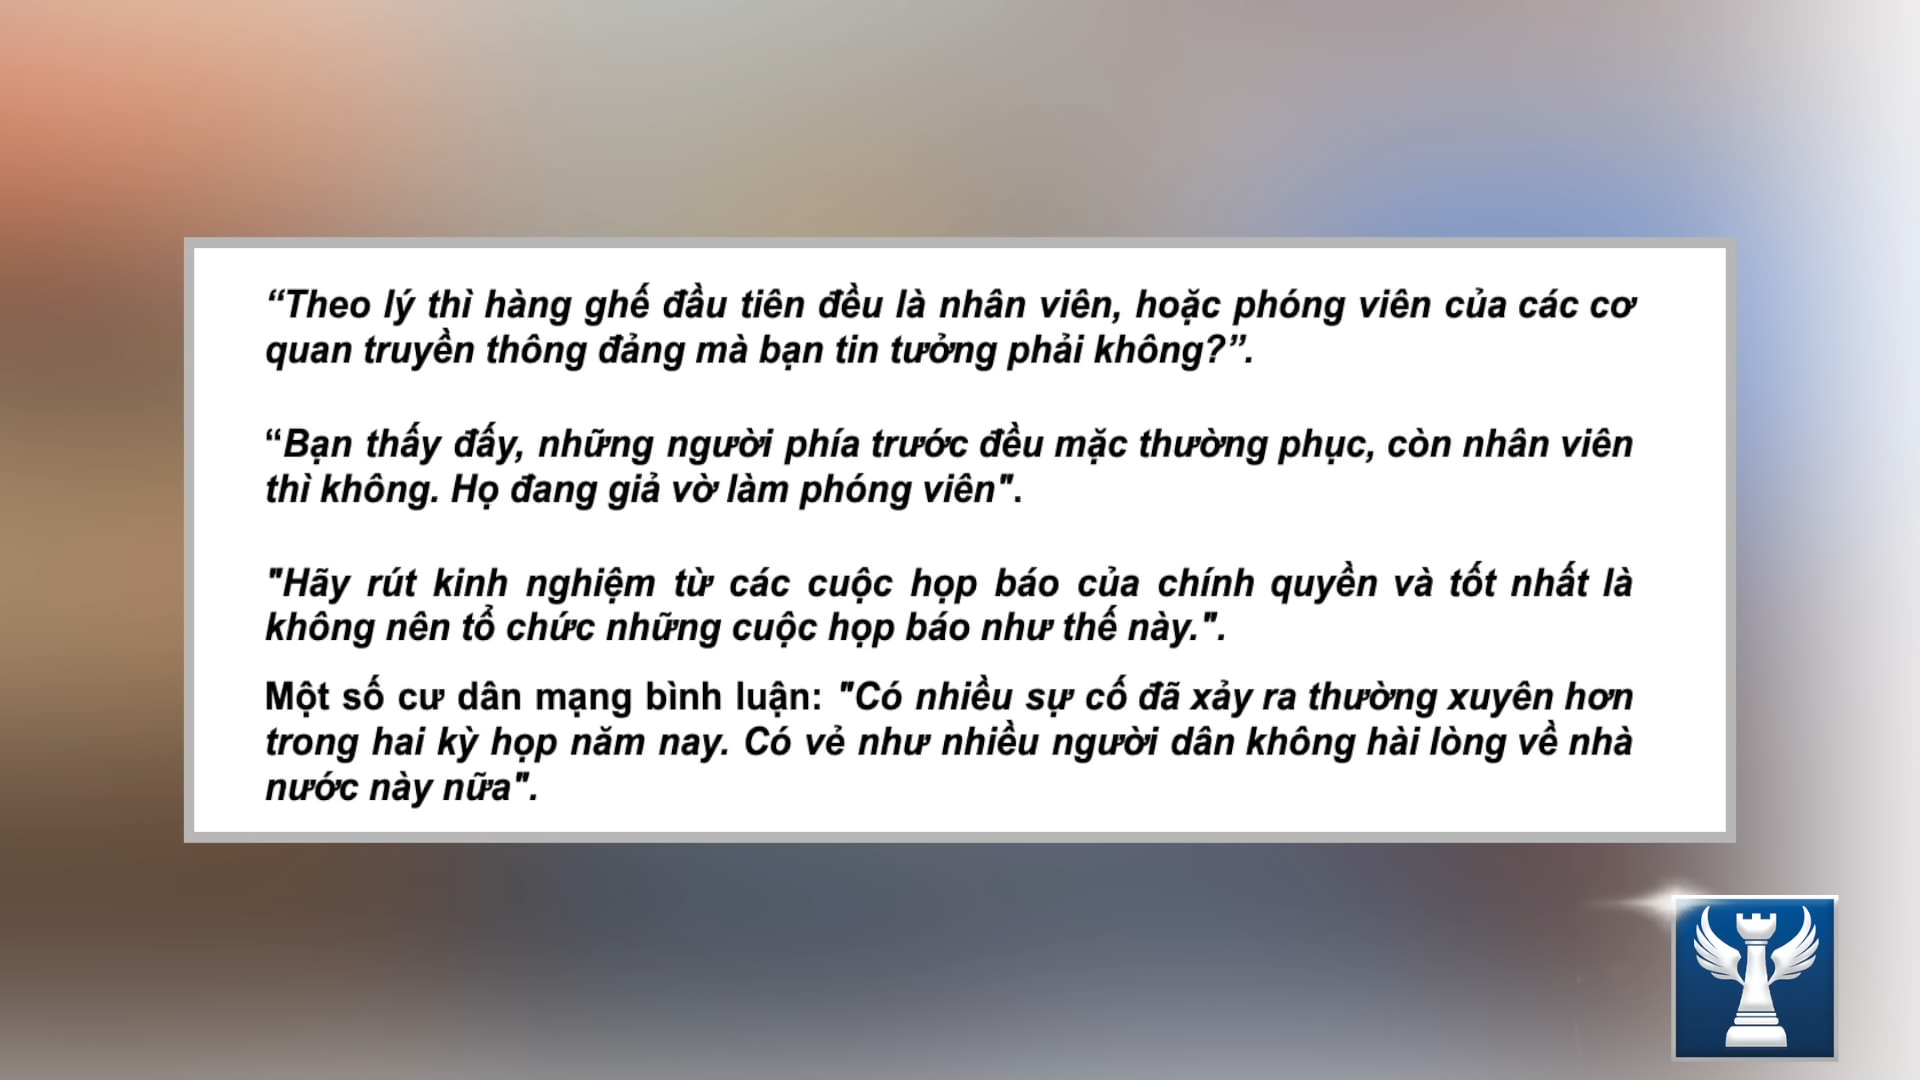 “Theo lý thì hàng ghế đầu tiên đều là nhân viên, hoặc phóng viên của các cơ
quan truyền thông đảng mà bạn tin tưởng phải không?”.
“Bạn thấy đấy, những người phía trước đều mặc thường phục, còn nhân viên
thì không. Họ đang giả vờ làm phóng viên".
"Hãy rút kinh nghiệm từ các cuộc họp báo của chính quyền và tốt nhất là
không nên tổ chức những cuộc họp báo như thế này.".
Một số cư dân mạng bình luận: "Có nhiều sự cố đã xảy ra thường xuyên hơn
trong hai kỳ họp năm nay. Có vẻ như nhiều người dân không hài lòng về nhà
nước này nữa".